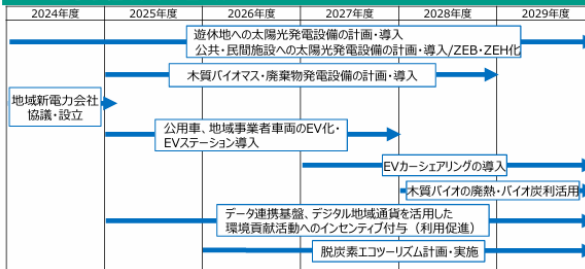 2024年度 2025年度 2026年度 2027年度 2028年度 2029年度
遊休地への太陽光発電設備の計画・導入
公共・民間施設への太陽光発電設備の計画・導入/ZEB・ZEH化
木質バイオマス・廃棄物発電設備の計画・導入
地域新電力会社
協議・設立
公用車、地域事業者車両のEV化・
EVステーション導入
EVカーシェアリングの導入
木質バイオの廃熱・バイオ炭利活用
データ連携基盤、デジタル地域通貨を活用した
環境貢献活動へのインセンティブ付与（利用促進）
脱炭素エコツーリズム計画・実施